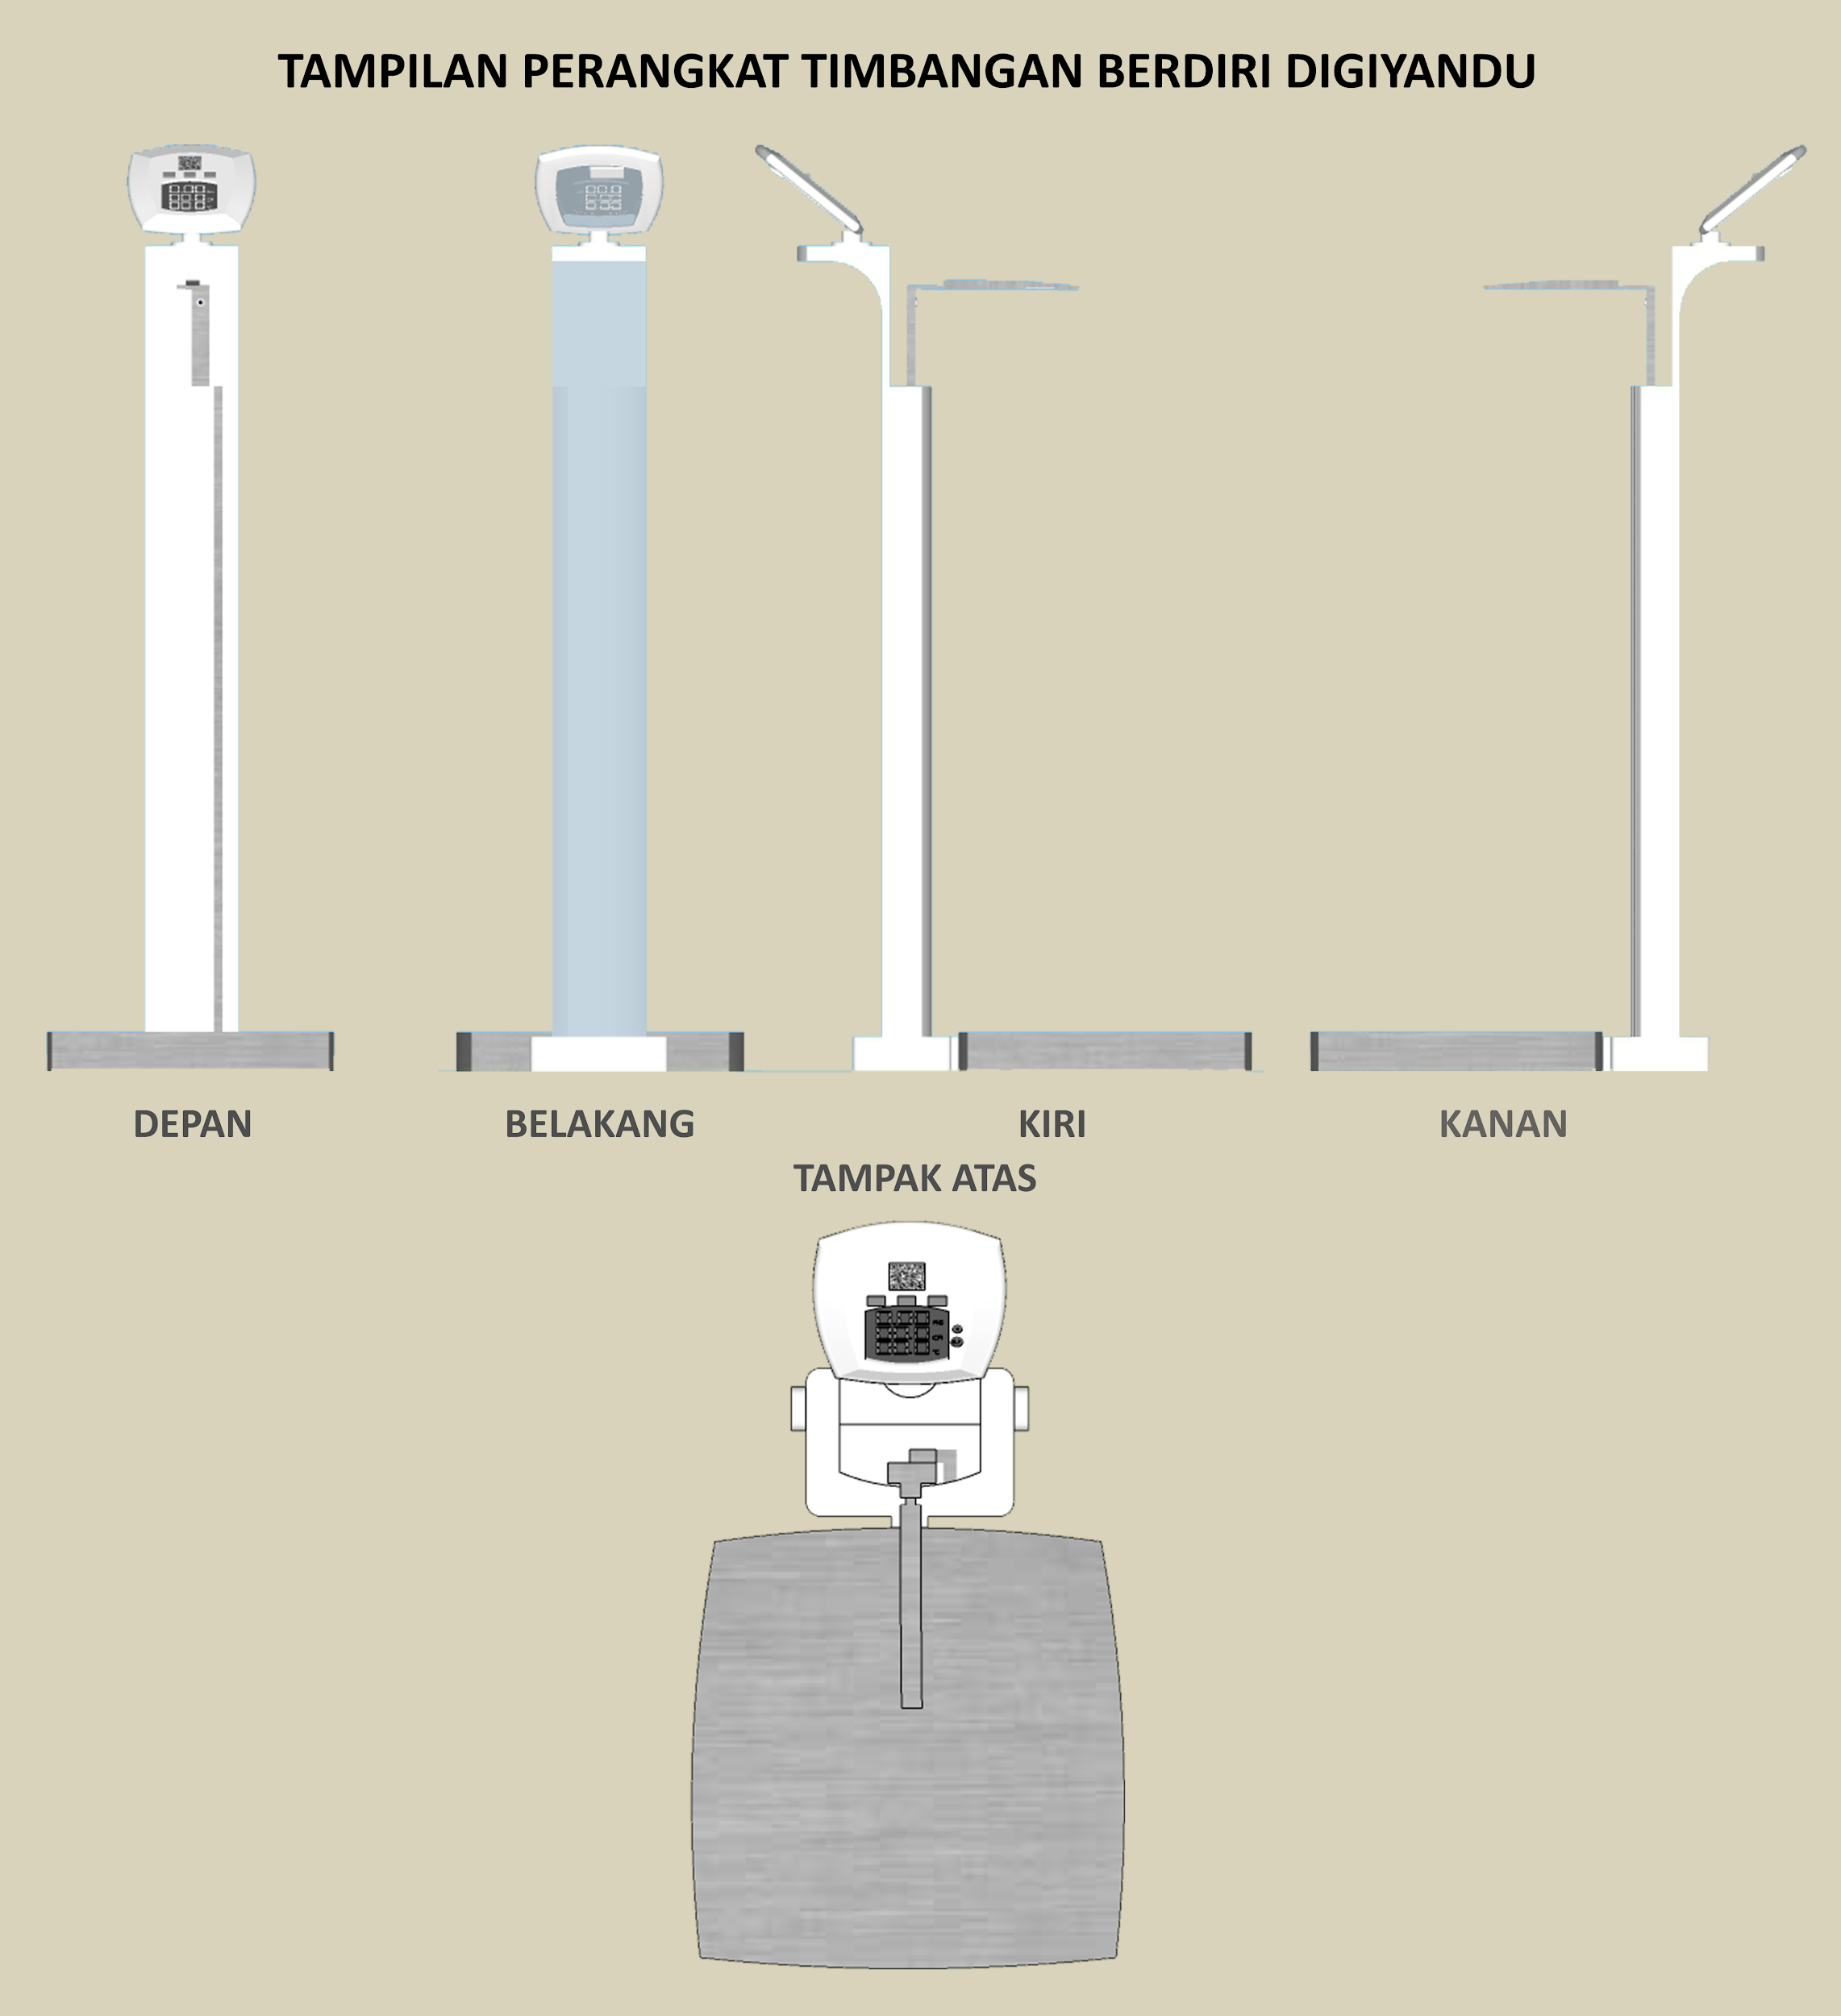 TAMPILAN PERANGKAT TIMBANGAN BERDIRI DIGIYANDU
DEPAN
BELAKANG
KIRI
KANAN
TAMPAK ATAS